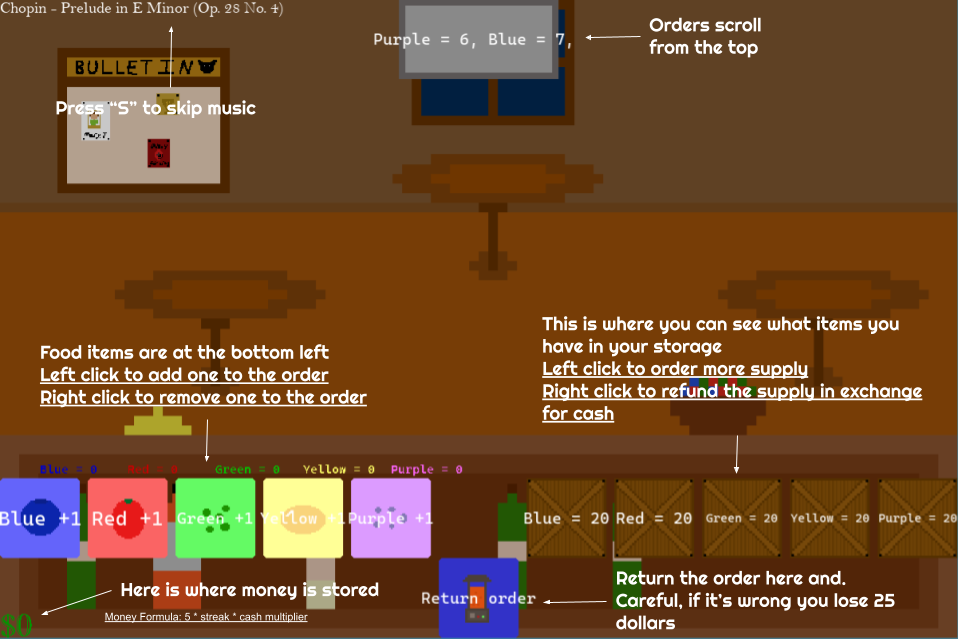 Chopin - Prelude in E Minor (Op. 28 No. 4)
Purple = 6, Blue = 7,
Orders scroll
from the top
BULLETIN
Press “S” to skip music
This is where you can see what items you
have in your storage
Left click to order more supply
Right click to refund the supply in exchange
for cash
Food items are at the bottom left
Left click to add one to the order
Right click to remove one to the order
Blue = 0 Red = 0 Green = 0 Yellow = 0 Purple = 0
Blue +1 Red +1 Green +1 Yellow +1 Purple +1
Blue = 20 Red = 20 Green = 20 Yellow = 20 Purple = 20
Here is where money is stored
Return order
Return the order here and.
Careful, if it’s wrong you lose 25
dollars
Money Formula: 5 * streak * cash multiplier
$0